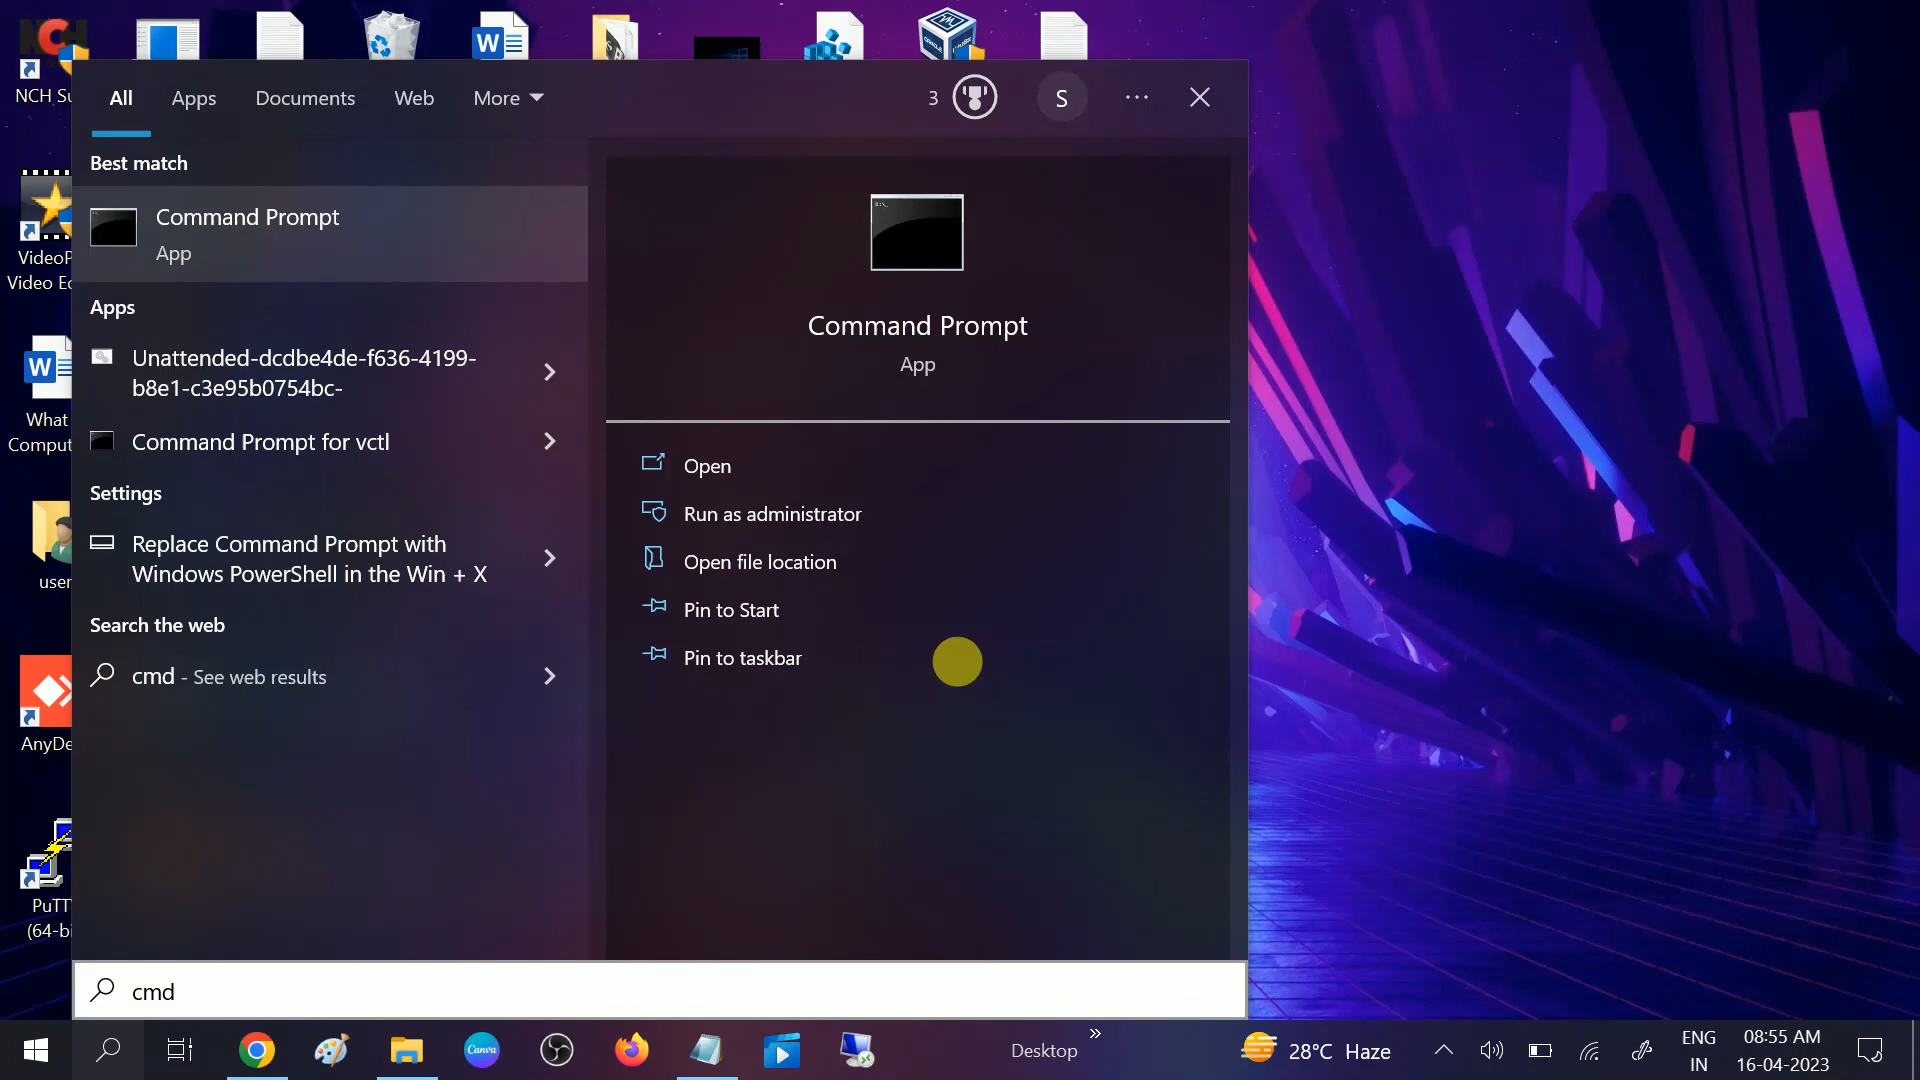 NCH Su
VideoP
Video Ed
What
Comput
user
AnyDe
PuTT
(64-bi
All
Apps
Documents
Web
More
3
S
Best match
Command Prompt
App
Apps
Unattended-dcdbe4de-f636-4199-
b8e1-c3e95b0754bc-
Command Prompt for vctl
Settings
Replace Command Prompt with
Windows PowerShell in the Win + X
Search the web
cmd - See web results
Command Prompt
App
Open
Run as administrator
Open file location
Pin to Start
Pin to taskbar
cmd
Canva
Desktop
28°C Haze
ENG
IN
08:55 AM
16-04-2023